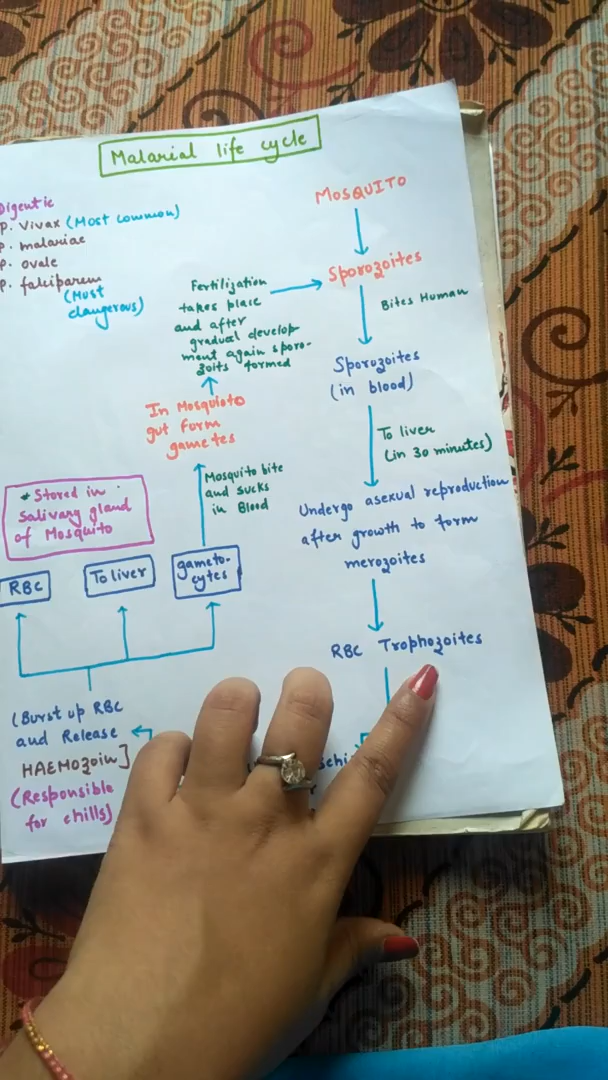 Malarial life cycle
Digentic
P. Vivax (Most common)
P. malariae
P. ovale
P. falciparem
(Most
dangerous)
MOSQUITO
Sporozoites
Bites Human
Sporozoites
(in blood)
To liver
(in 30 minutes)
Undergo asexual reproduction
after growth to form
merozoites
RBC Trophozoites
schi
(Burst up RBC
and Release
HAEMOZOIN]
(Responsible
for chills)
RBC
To liver
gameto-
cytes
* Stored in
Salivary gland
of Mosquito
Mosquito bite
and sucks
in Blood
In Mosquioto
gut form
gametes
Fertilization
takes place
and after
gradual develop
ment again sporo-
zoits formed